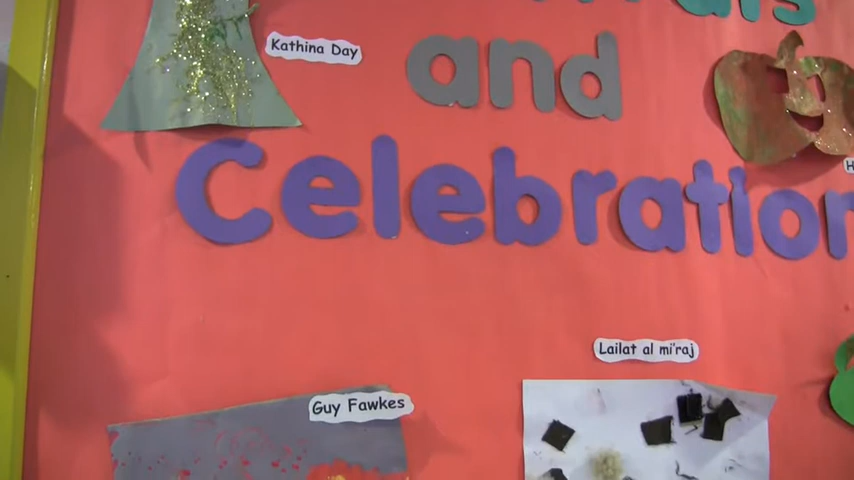 Kathina Day
and
Celebration
Lailat al mi'raj
Guy Fawkes